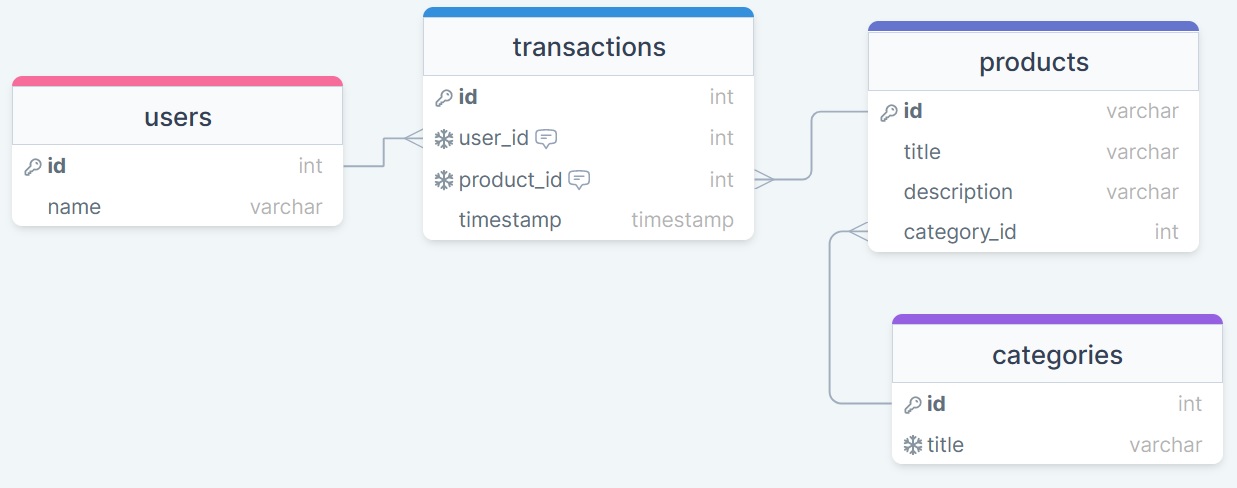 users
id int
name varchar
transactions
id int
user_id int
product_id int
timestamp timestamp
products
id varchar
title varchar
description varchar
category_id int
categories
id int
title varchar